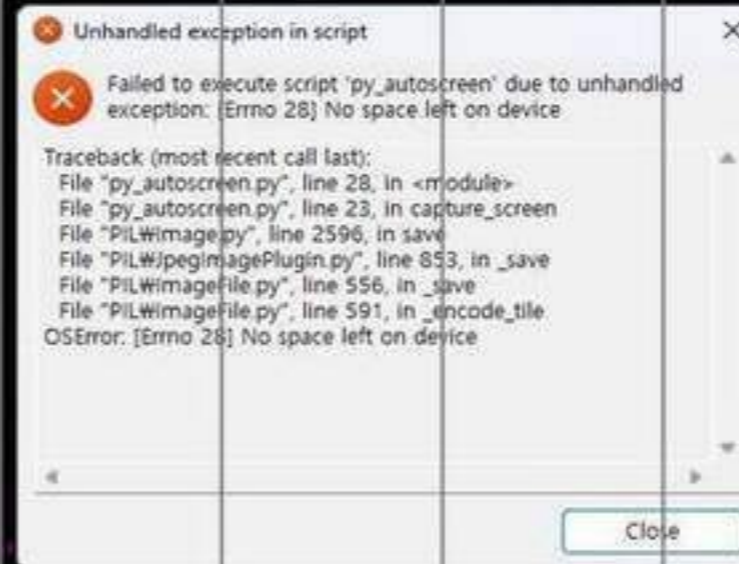 Unhandled exception in script
Failed to execute script 'py_autoscreen' due to unhandled
exception: [Errno 28] No space left on device
Traceback (most recent call last):
File "py_autoscreen.py", line 28, in <module>
File "py_autoscreen.py", line 23, in capture_screen
File "PIL₩Image.py", line 2596, in save
File "PIL₩JpegImagePlugin.py", line 853, in _save
File "PIL₩ImageFile.py", line 556, in _save
File "PIL₩ImageFile.py", line 591, in _encode_tile
OSError: [Errno 28] No space left on device
Close